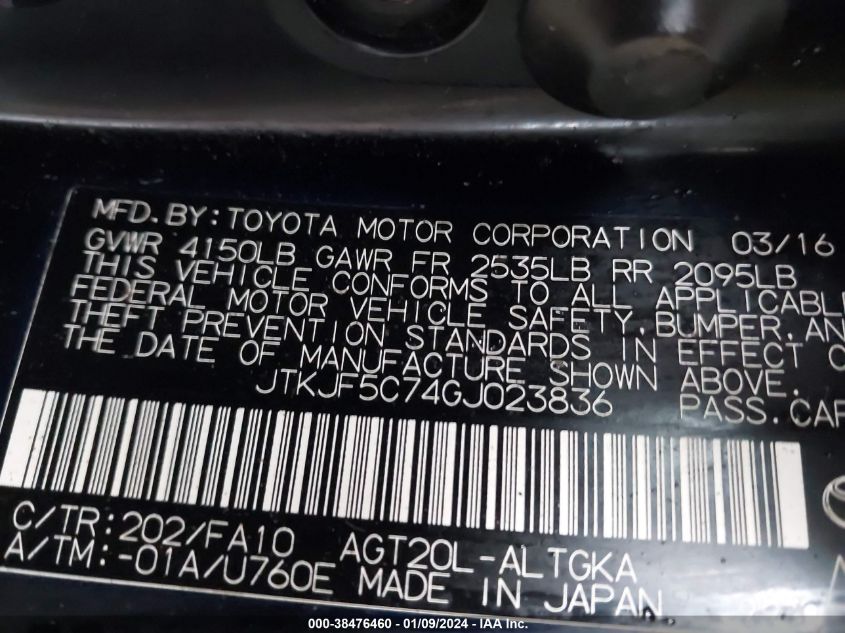 MFD. BY: TOYOTA MOTOR CORPORATION 03/16
GVWR 4150LB GAWR FR 2535LB RR 2095LB
THIS VEHICLE CONFORMS TO ALL APPLICABLE
FEDERAL MOTOR VEHICLE SAFETY, BUMPER, AN
THEFT PREVENTION STANDARDS IN EFFECT O
THE DATE OF MANUFACTURE SHOWN ABOVE.
JTKJF5C74GJ023836 PASS. CAR
C/TR: 202/FA10 AGT20L-ALTGKA
A/TM: -01A/U760E MADE IN JAPAN
000-38476460 - 01/09/2024 - IAA Inc.